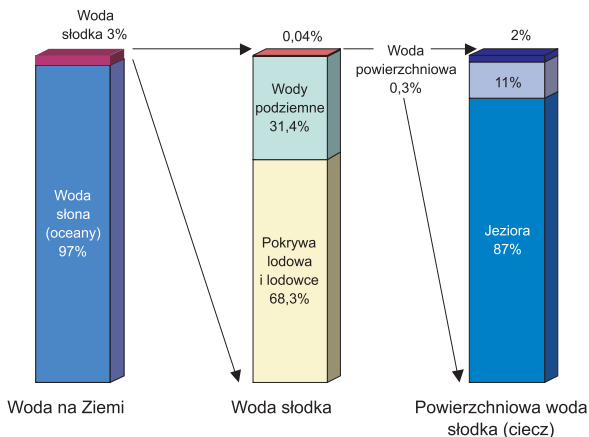 Woda
słodka 3%
Woda
słona
(oceany)
97%
Woda na Ziemi
0,04%
Wody
podziemne
31,4%
Pokrywa
lodowa
i lodowce
68,3%
Woda słodka
Woda
powierzchniowa
0,3%
2%
11%
Jeziora
87%
Powierzchniowa woda
słodka (ciecz)